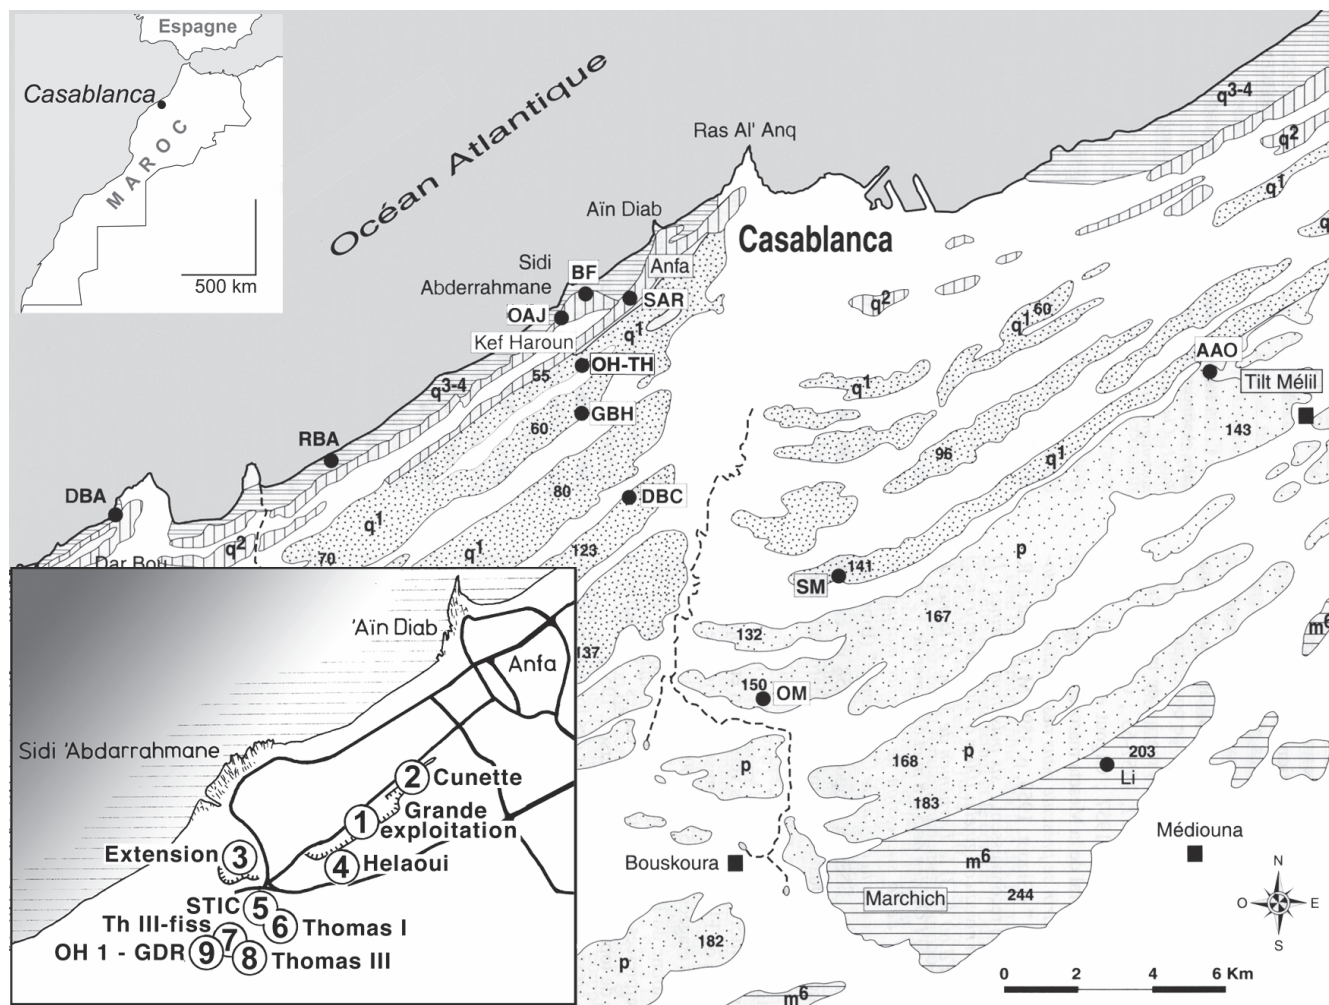 Espagne
Casablanca
MAROC
500 km
Océan Atlantique
Ras Al' Anq
q3-4
q2
q1
q
Aïn Diab
Casablanca
Sidi
Abderrahmane
BF
Anfa
SAR
OAJ
Kef Haroun
q1
OH-TH
55
q3-4
GBH
60
RBA
80
DBC
DBA
q1
q2
70
q1
123
Dar Bou
137
q2
q1 60
q1
AAO
Tilt Mélil
143
96
q1
p
SM
141
167
132
150
OM
m6
p
168
p
183
203
Li
Bouskoura
Médiouna
m6
Marchich
244
182
p
m6
N
O
E
S
0 2 4 6 Km
'Aïn Diab
Anfa
Sidi 'Abdarrahmane
2 Cunette
1 Grande
exploitation
Extension 3
4 Helaoui
STIC 5
6 Thomas I
Th III-fiss 7
OH 1 - GDR 9
8 Thomas III